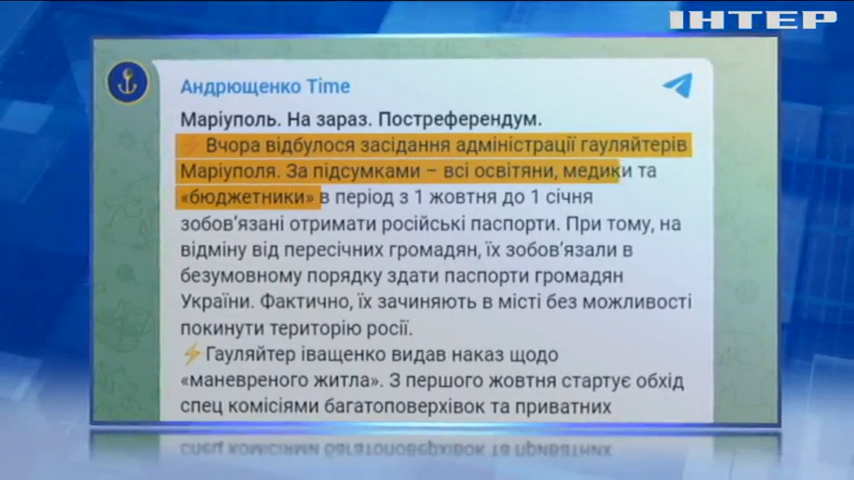 ІНТЕР
Андрющенко Time
Маріуполь. На зараз. Постреферендум.
⚡Вчора відбулося засідання адміністрації гауляйтерів
Маріуполя. За підсумками – всі освітяни, медики та
«бюджетники» в період з 1 жовтня до 1 січня
зобов'язані отримати російські паспорти. При тому, на
відміну від пересічних громадян, їх зобов'язали в
безумовному порядку здати паспорти громадян
України. Фактично, їх зачиняють в місті без можливості
покинути територію росії.
⚡Гауляйтер іващенко видав наказ щодо
«маневреного житла». З першого жовтня стартує обхід
спец комісіями багатоповерхівок та приватних